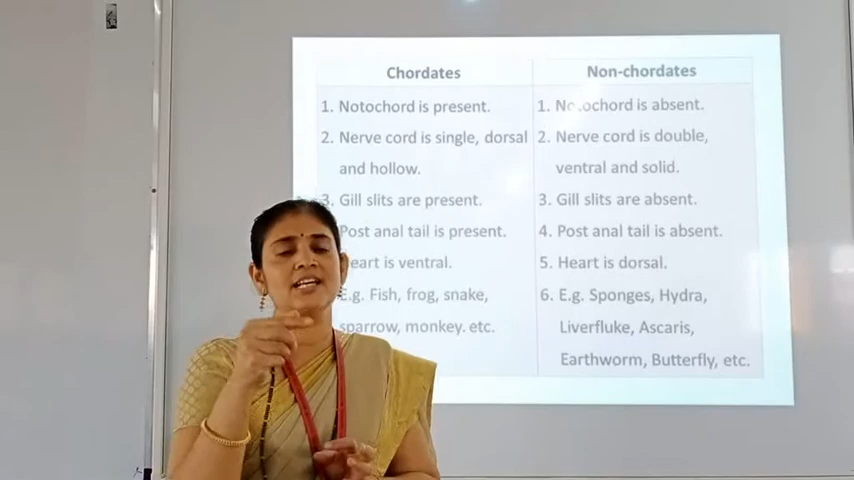 Chordates
1. Notochord is present.
2. Nerve cord is single, dorsal
and hollow.
3. Gill slits are present.
Post anal tail is present.
eart is ventral.
E.g. Fish, frog, snake,
sparrow, monkey etc.
Non-chordates
1. Notochord is absent.
2. Nerve cord is double,
ventral and solid.
3. Gill slits are absent.
4. Post anal tail is absent.
5. Heart is dorsal.
6. E.g. Sponges, Hydra,
Liverfluke, Ascaris,
Earthworm, Butterfly, etc.